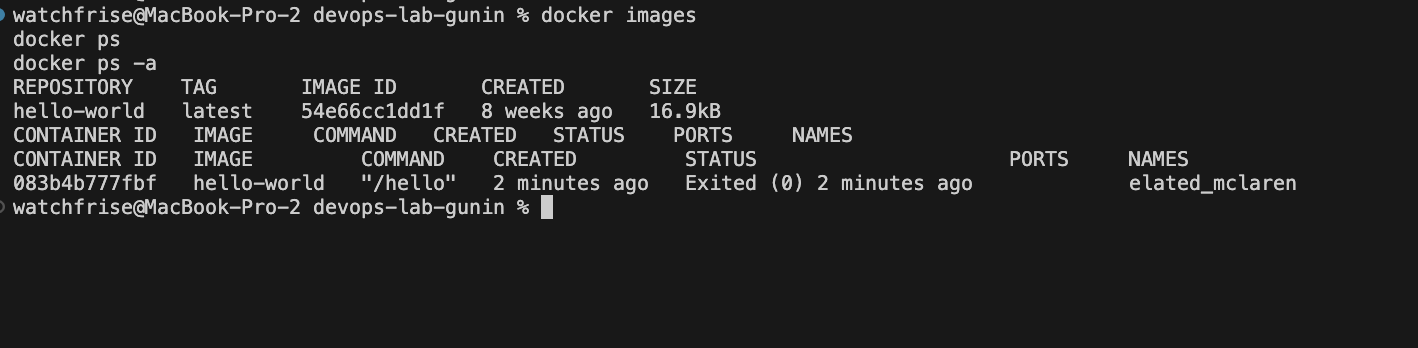 watchfrise@MacBook-Pro-2 devops-lab-gunin % docker images
docker ps
docker ps -a
REPOSITORY    TAG       IMAGE ID       CREATED       SIZE
hello-world   latest    54e66cc1dd1f   8 weeks ago   16.9kB
CONTAINER ID   IMAGE     COMMAND   CREATED   STATUS    PORTS     NAMES
CONTAINER ID   IMAGE         COMMAND    CREATED         STATUS                     PORTS     NAMES
083b4b777fbf   hello-world   "/hello"   2 minutes ago   Exited (0) 2 minutes ago             elated_mclaren
watchfrise@MacBook-Pro-2 devops-lab-gunin %